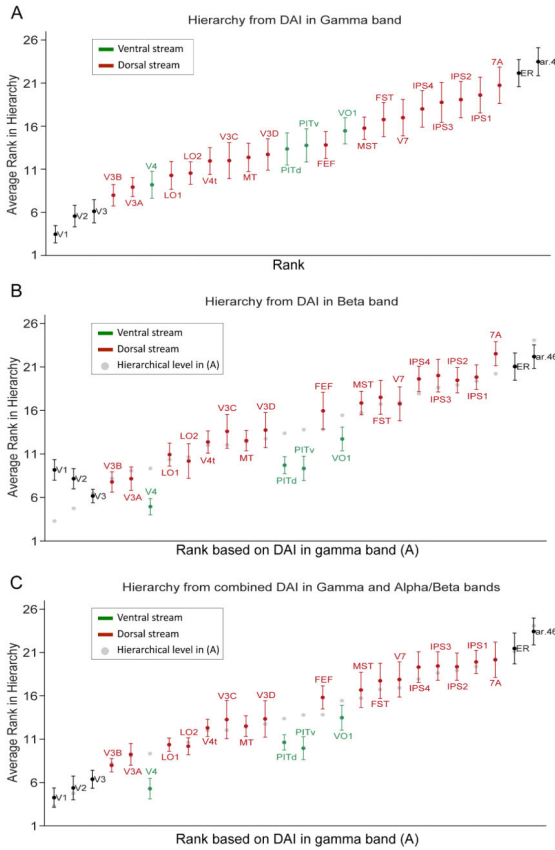 A
Hierarchy from DAI in Gamma band
Ventral stream
Dorsal stream
Average Rank in Hierarchy
26
21
16
11
6
1
V1
V2
V3
V3B
V3A
V4
LO1
LO2
V4t
V3C
MT
V3D
PITd
PITv
FEF
VO1
MST
FST
V7
IPS4
IPS3
IPS2
IPS1
7A
ER
ar.4
Rank
B
Hierarchy from DAI in Beta band
Ventral stream
Dorsal stream
Hierarchical level in (A)
Average Rank in Hierarchy
26
21
16
11
6
1
V1
V2
V3
V3B
V3A
V4
LO1
LO2
V4t
V3C
MT
V3D
PITd
PITv
FEF
VO1
MST
FST
V7
IPS4
IPS3
IPS2
IPS1
7A
ER
ar.46
Rank based on DAI in gamma band (A)
C
Hierarchy from combined DAI in Gamma and Alpha/Beta bands
Ventral stream
Dorsal stream
Hierarchical level in (A)
Average Rank in Hierarchy
26
21
16
11
6
1
V1
V2
V3
V3B
V3A
V4
LO1
LO2
V4t
V3C
MT
V3D
PITd
PITv
FEF
VO1
MST
FST
V7
IPS4
IPS3
IPS2
IPS1
7A
ER
ar.46
Rank based on DAI in gamma band (A)